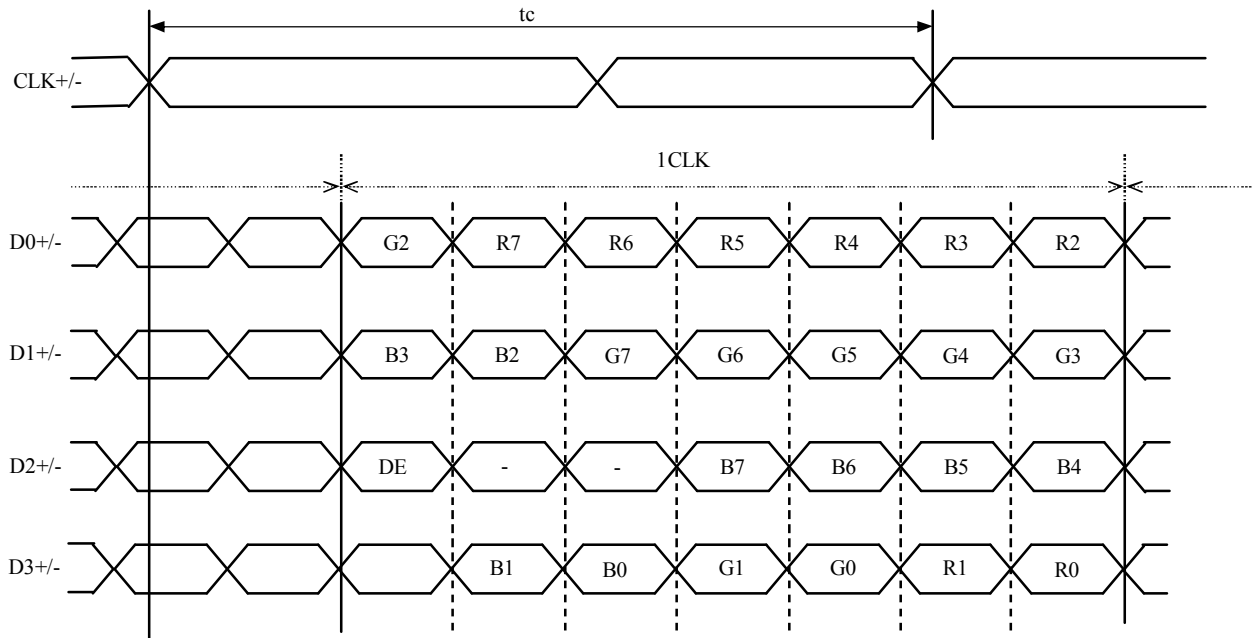 tc
CLK+/-
1CLK
D0+/- G2 R7 R6 R5 R4 R3 R2
D1+/- B3 B2 G7 G6 G5 G4 G3
D2+/- DE - - B7 B6 B5 B4
D3+/- B1 B0 G1 G0 R1 R0